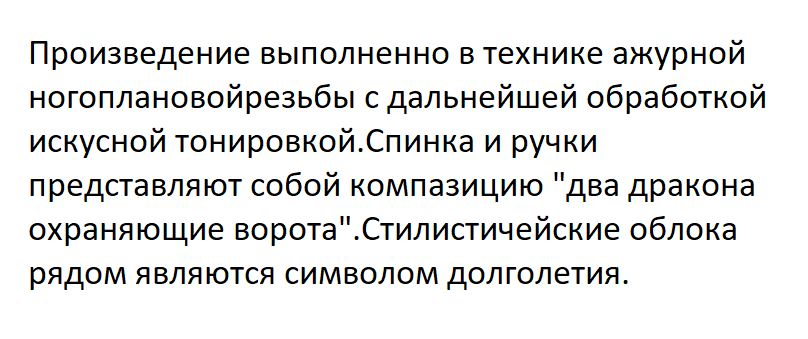 Произведение выполненно в технике ажурной
ногоплановойрезьбы с дальнейшей обработкой
искусной тонировкой.Спинка и ручки
представляют собой компазицию "два дракона
охраняющие ворота".Стилистичейские облока
рядом являются символом долголетия.